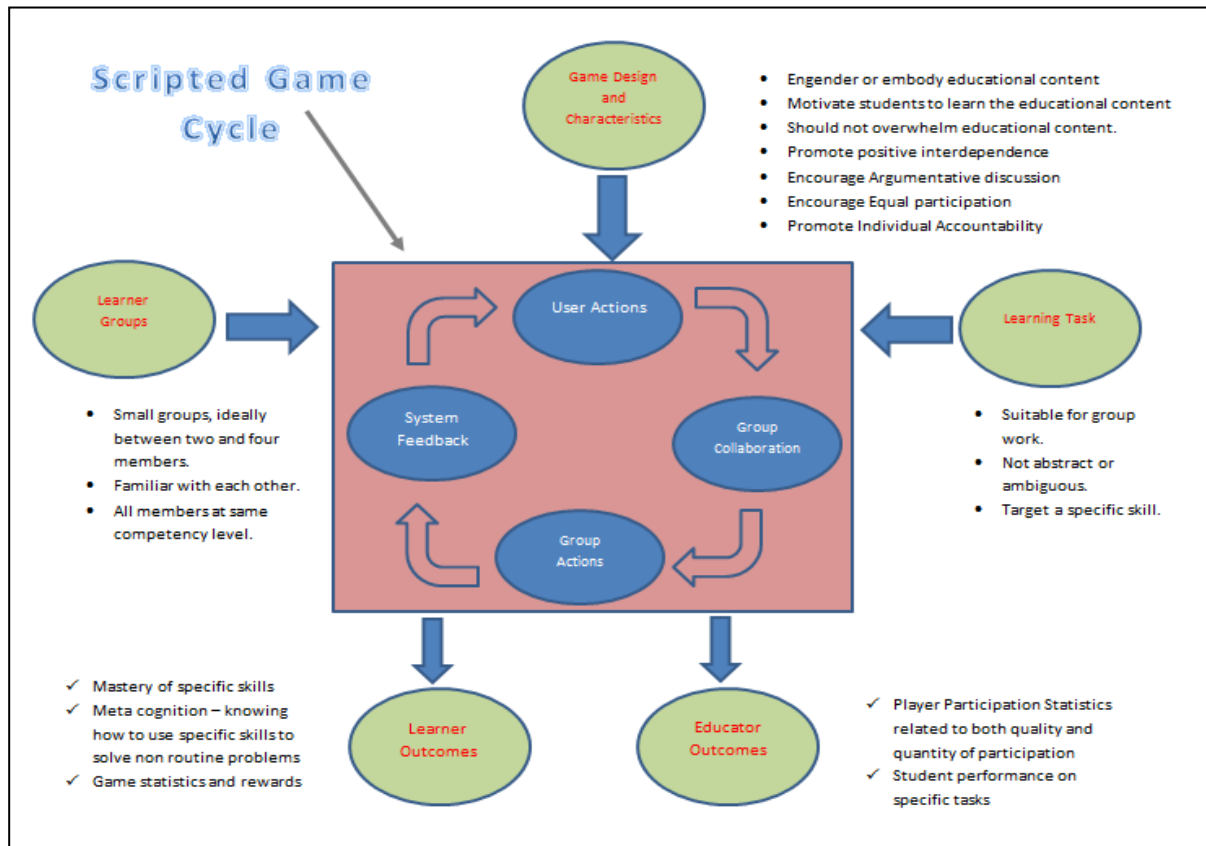 Scripted Game
Cycle
Game Design
and
Characteristics
• Engender or embody educational content
• Motivate students to learn the educational content
• Should not overwhelm educational content.
• Promote positive interdependence
• Encourage Argumentative discussion
• Encourage Equal participation
• Promote Individual Accountability
Learner
Groups
• Small groups, ideally
between two and four
members.
• Familiar with each other.
• All members at same
competency level.
User Actions
Group
Collaboration
Group
Actions
System
Feedback
Learning Task
• Suitable for group
work.
• Not abstract or
ambiguous.
• Target a specific skill.
✓ Mastery of specific skills
✓ Meta cognition – knowing
how to use specific skills to
solve non routine problems
✓ Game statistics and rewards
Learner
Outcomes
Educator
Outcomes
✓ Player Participation Statistics
related to both quality and
quantity of participation
✓ Student performance on
specific tasks